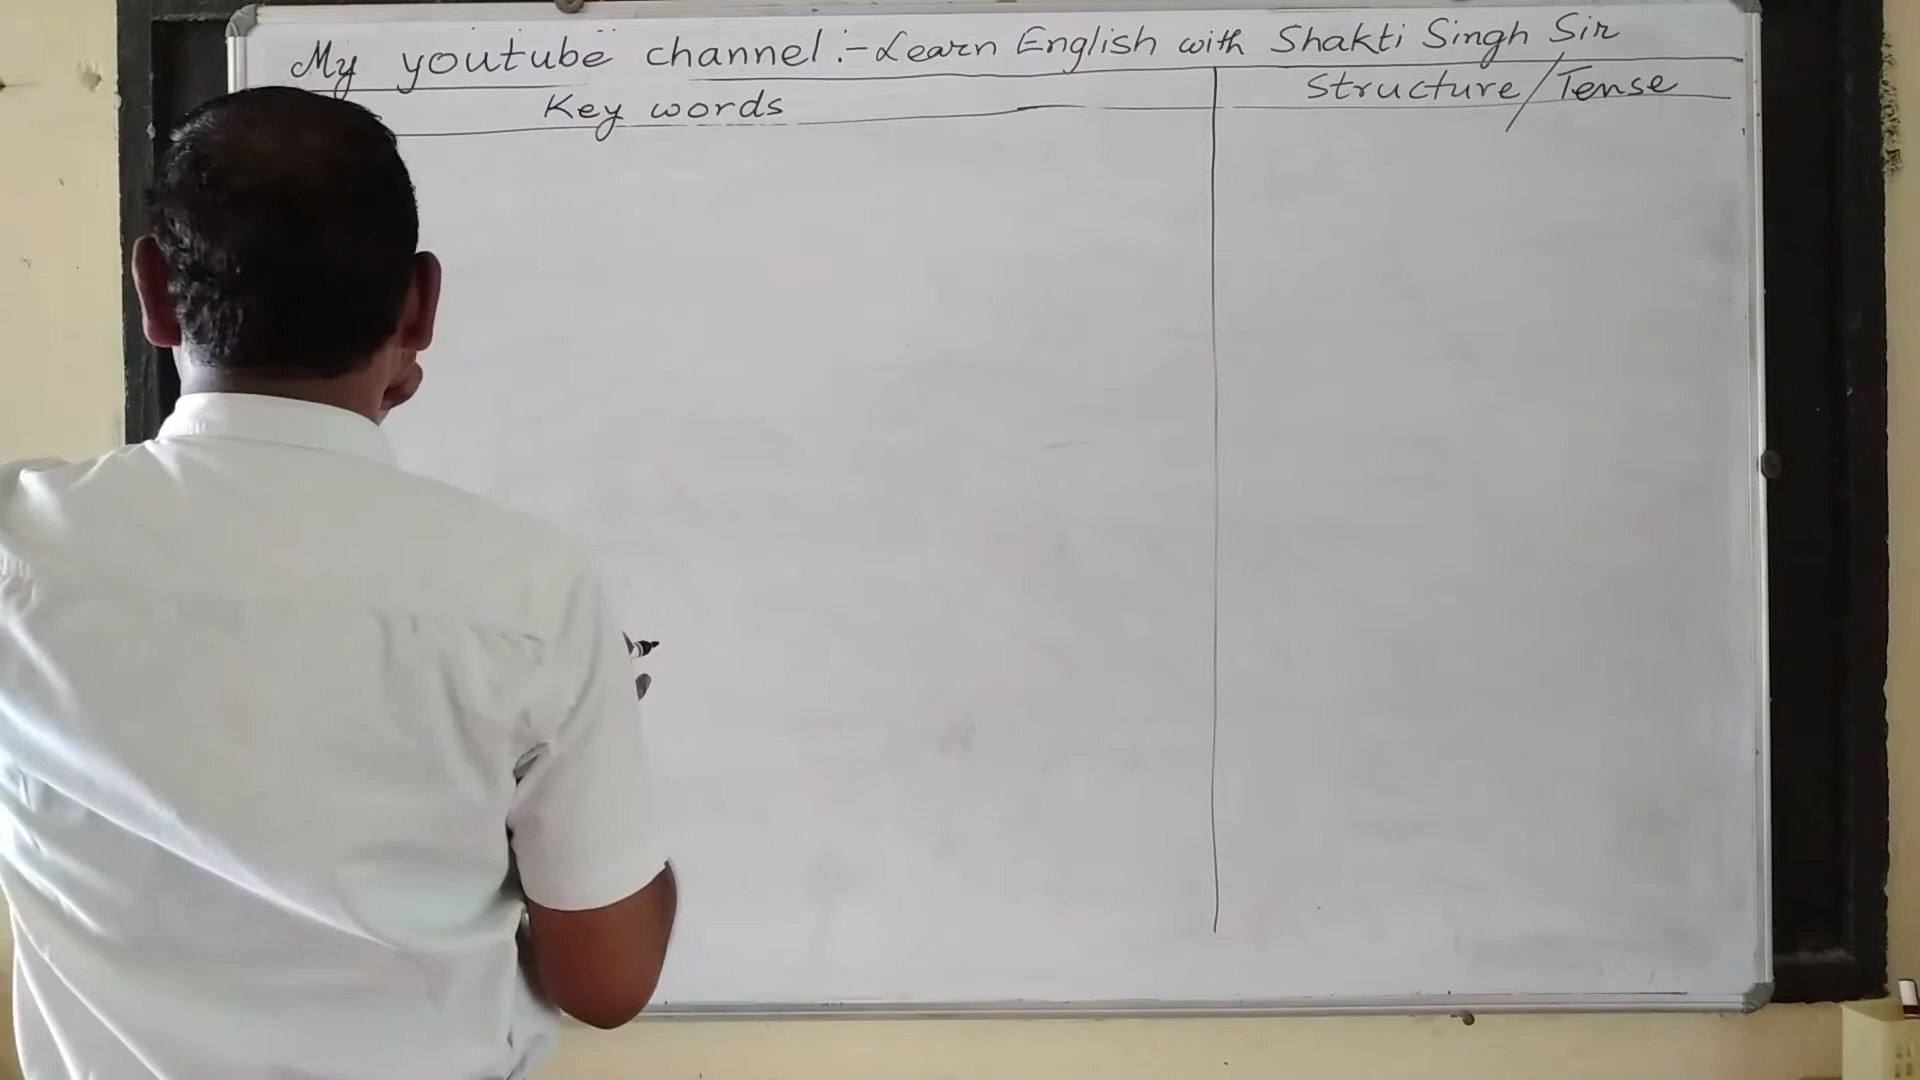 My youtube channel :- Learn English with Shakti Singh Sir
Key words
Structure/Tense